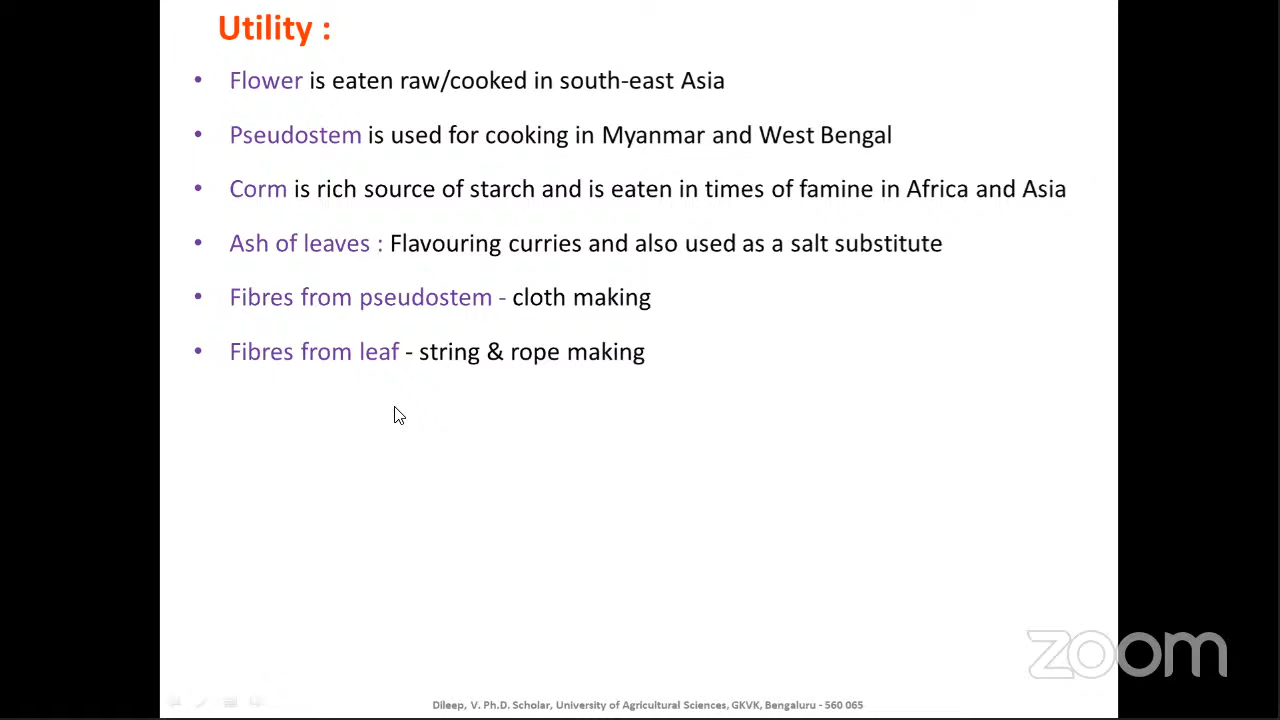 Utility :
• Flower is eaten raw/cooked in south-east Asia
• Pseudostem is used for cooking in Myanmar and West Bengal
• Corm is rich source of starch and is eaten in times of famine in Africa and Asia
• Ash of leaves : Flavouring curries and also used as a salt substitute
• Fibres from pseudostem - cloth making
• Fibres from leaf - string & rope making
zoom
Dileep, V. Ph.D. Scholar, University of Agricultural Sciences, GKVK, Bengaluru - 560 065